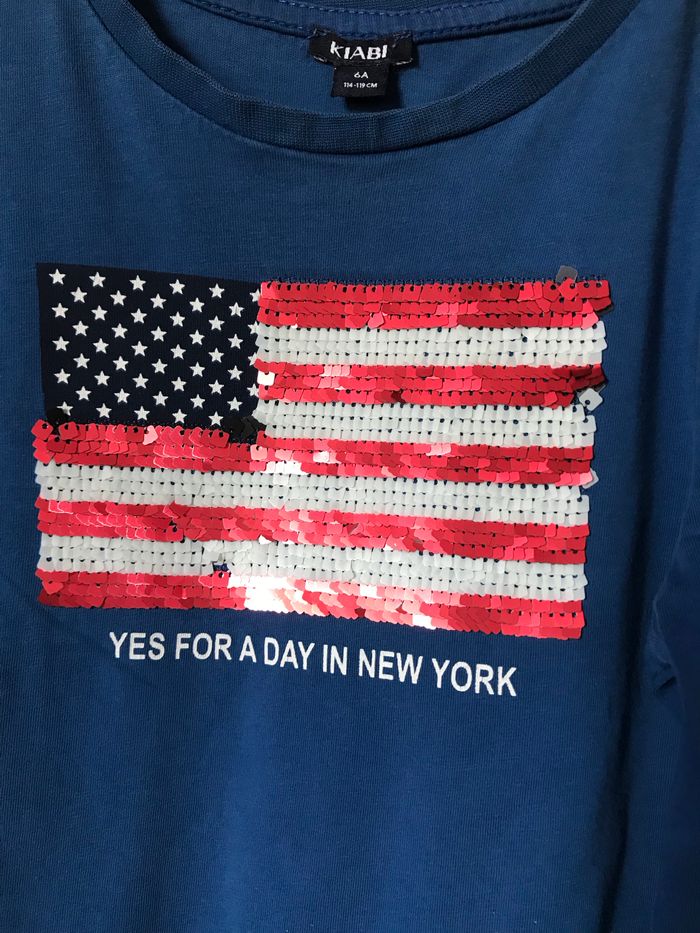 KIABI
6A
114-119 CM
YES FOR A DAY IN NEW YORK